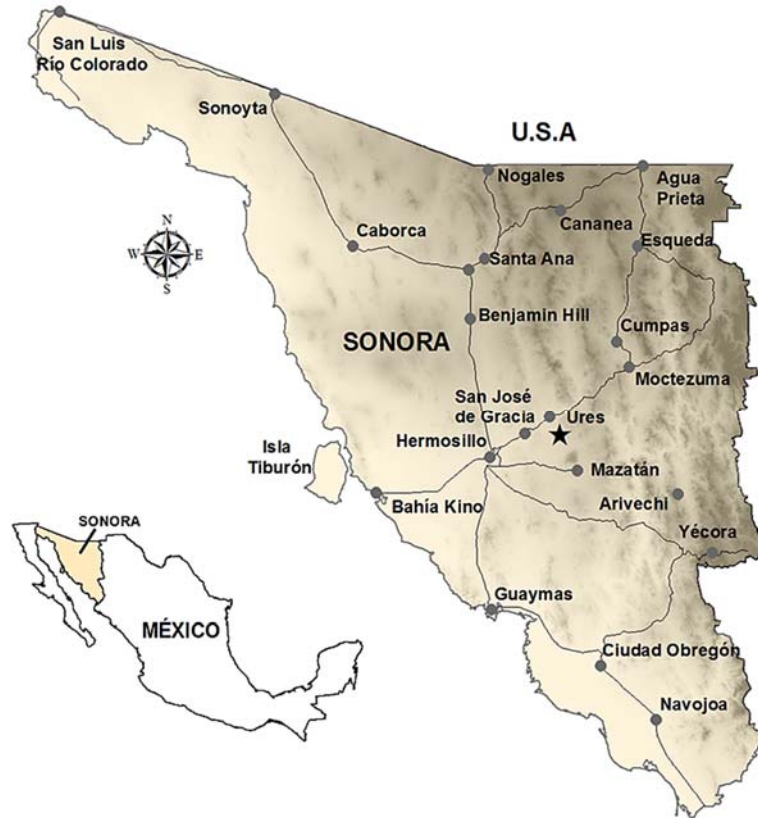 San Luis
Río Colorado
Sonoyta
U.S.A
Nogales
Agua
Prieta
Cananea
Caborca
Esqueda
Santa Ana
N
W
E
S
Benjamin Hill
SONORA
Cumpas
Moctezuma
San José
de Gracia
Ures
Isla
Tiburón
Hermosillo
Mazatán
Bahía Kino
Arivechi
SONORA
Yécora
Guaymas
MÉXICO
Ciudad Obregón
Navojoa